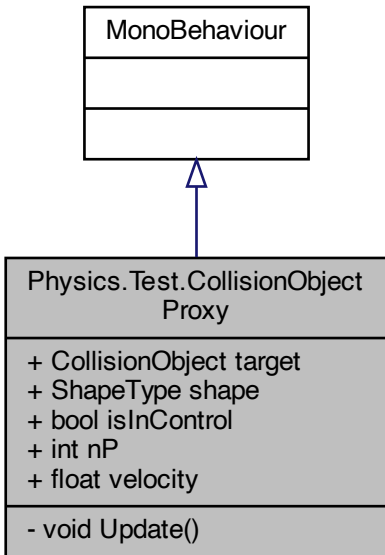 MonoBehaviour
Physics.Test.CollisionObject
Proxy
+ CollisionObject target
+ ShapeType shape
+ bool isInControl
+ int nP
+ float velocity
- void Update()